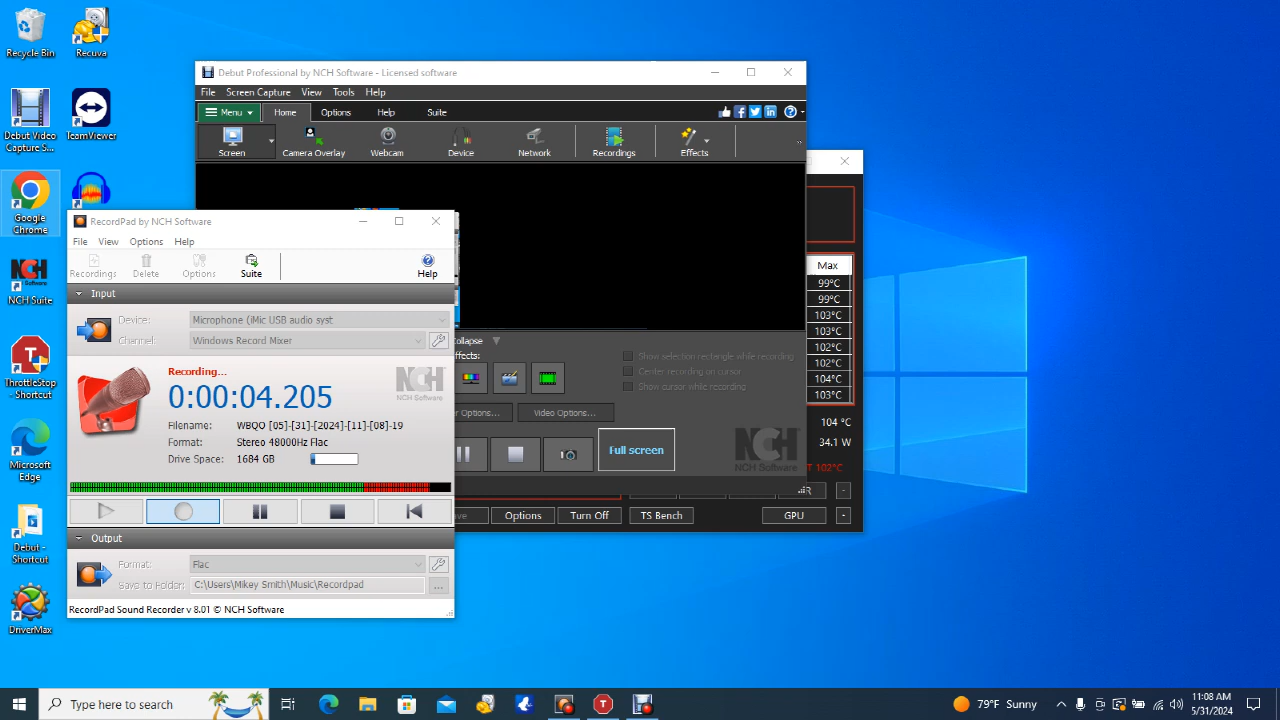 Recycle Bin
Recuva
Debut Video Capture S...
TeamViewer
Google Chrome
NCH Suite
ThrottleStop - Shortcut
Microsoft Edge
Debut - Shortcut
DriverMax
Debut Professional by NCH Software - Licensed software
File Screen Capture View Tools Help
Menu Home Options Help Suite
Screen Camera Overlay Webcam Device Network Recordings Effects
Max
99°C
99°C
103°C
103°C
102°C
102°C
104°C
103°C
104 °C
34.1 W
102°C
ollapse
ffects:
Show selection rectangle while recording
Center recording on cursor
Show cursor while recording
Options... Video Options...
Full screen
NCH Software
Options Turn Off TS Bench GPU
RecordPad by NCH Software
File View Options Help
Recordings Delete Options Suite Help
Input
Device: Microphone (iMic USB audio syst
Channel: Windows Record Mixer
Recording...
0:00:04.205
NCH Software
Filename: WBQO [05]-[31]-[2024]-[11]-[08]-19
Format: Stereo 48000Hz Flac
Drive Space: 1684 GB
Output
Format: Flac
Save to Folder: C:\Users\Mikey Smith\Music\Recordpad
...
RecordPad Sound Recorder v 8.01 © NCH Software
Type here to search
79°F Sunny
11:08 AM
5/31/2024